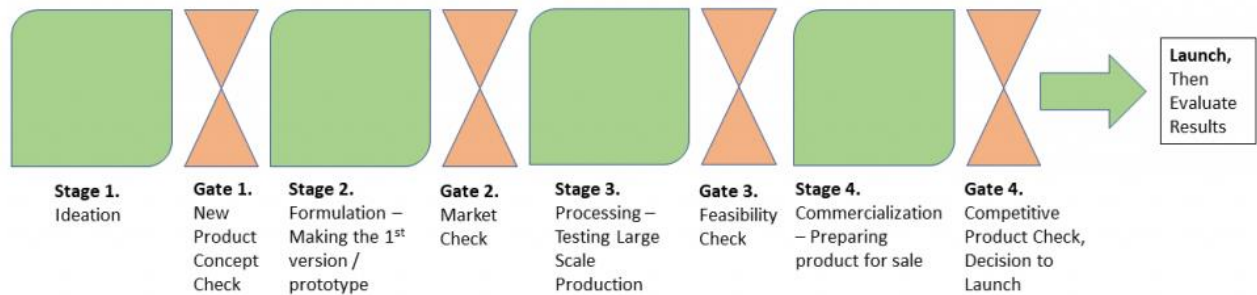 Stage 1.
Ideation
Gate 1.
New
Product
Concept
Check
Stage 2.
Formulation –
Making the 1st
version /
prototype
Gate 2.
Market
Check
Stage 3.
Processing –
Testing Large
Scale
Production
Gate 3.
Feasibility
Check
Stage 4.
Commercialization
– Preparing
product for sale
Gate 4.
Competitive
Product Check,
Decision to
Launch
Launch,
Then
Evaluate
Results